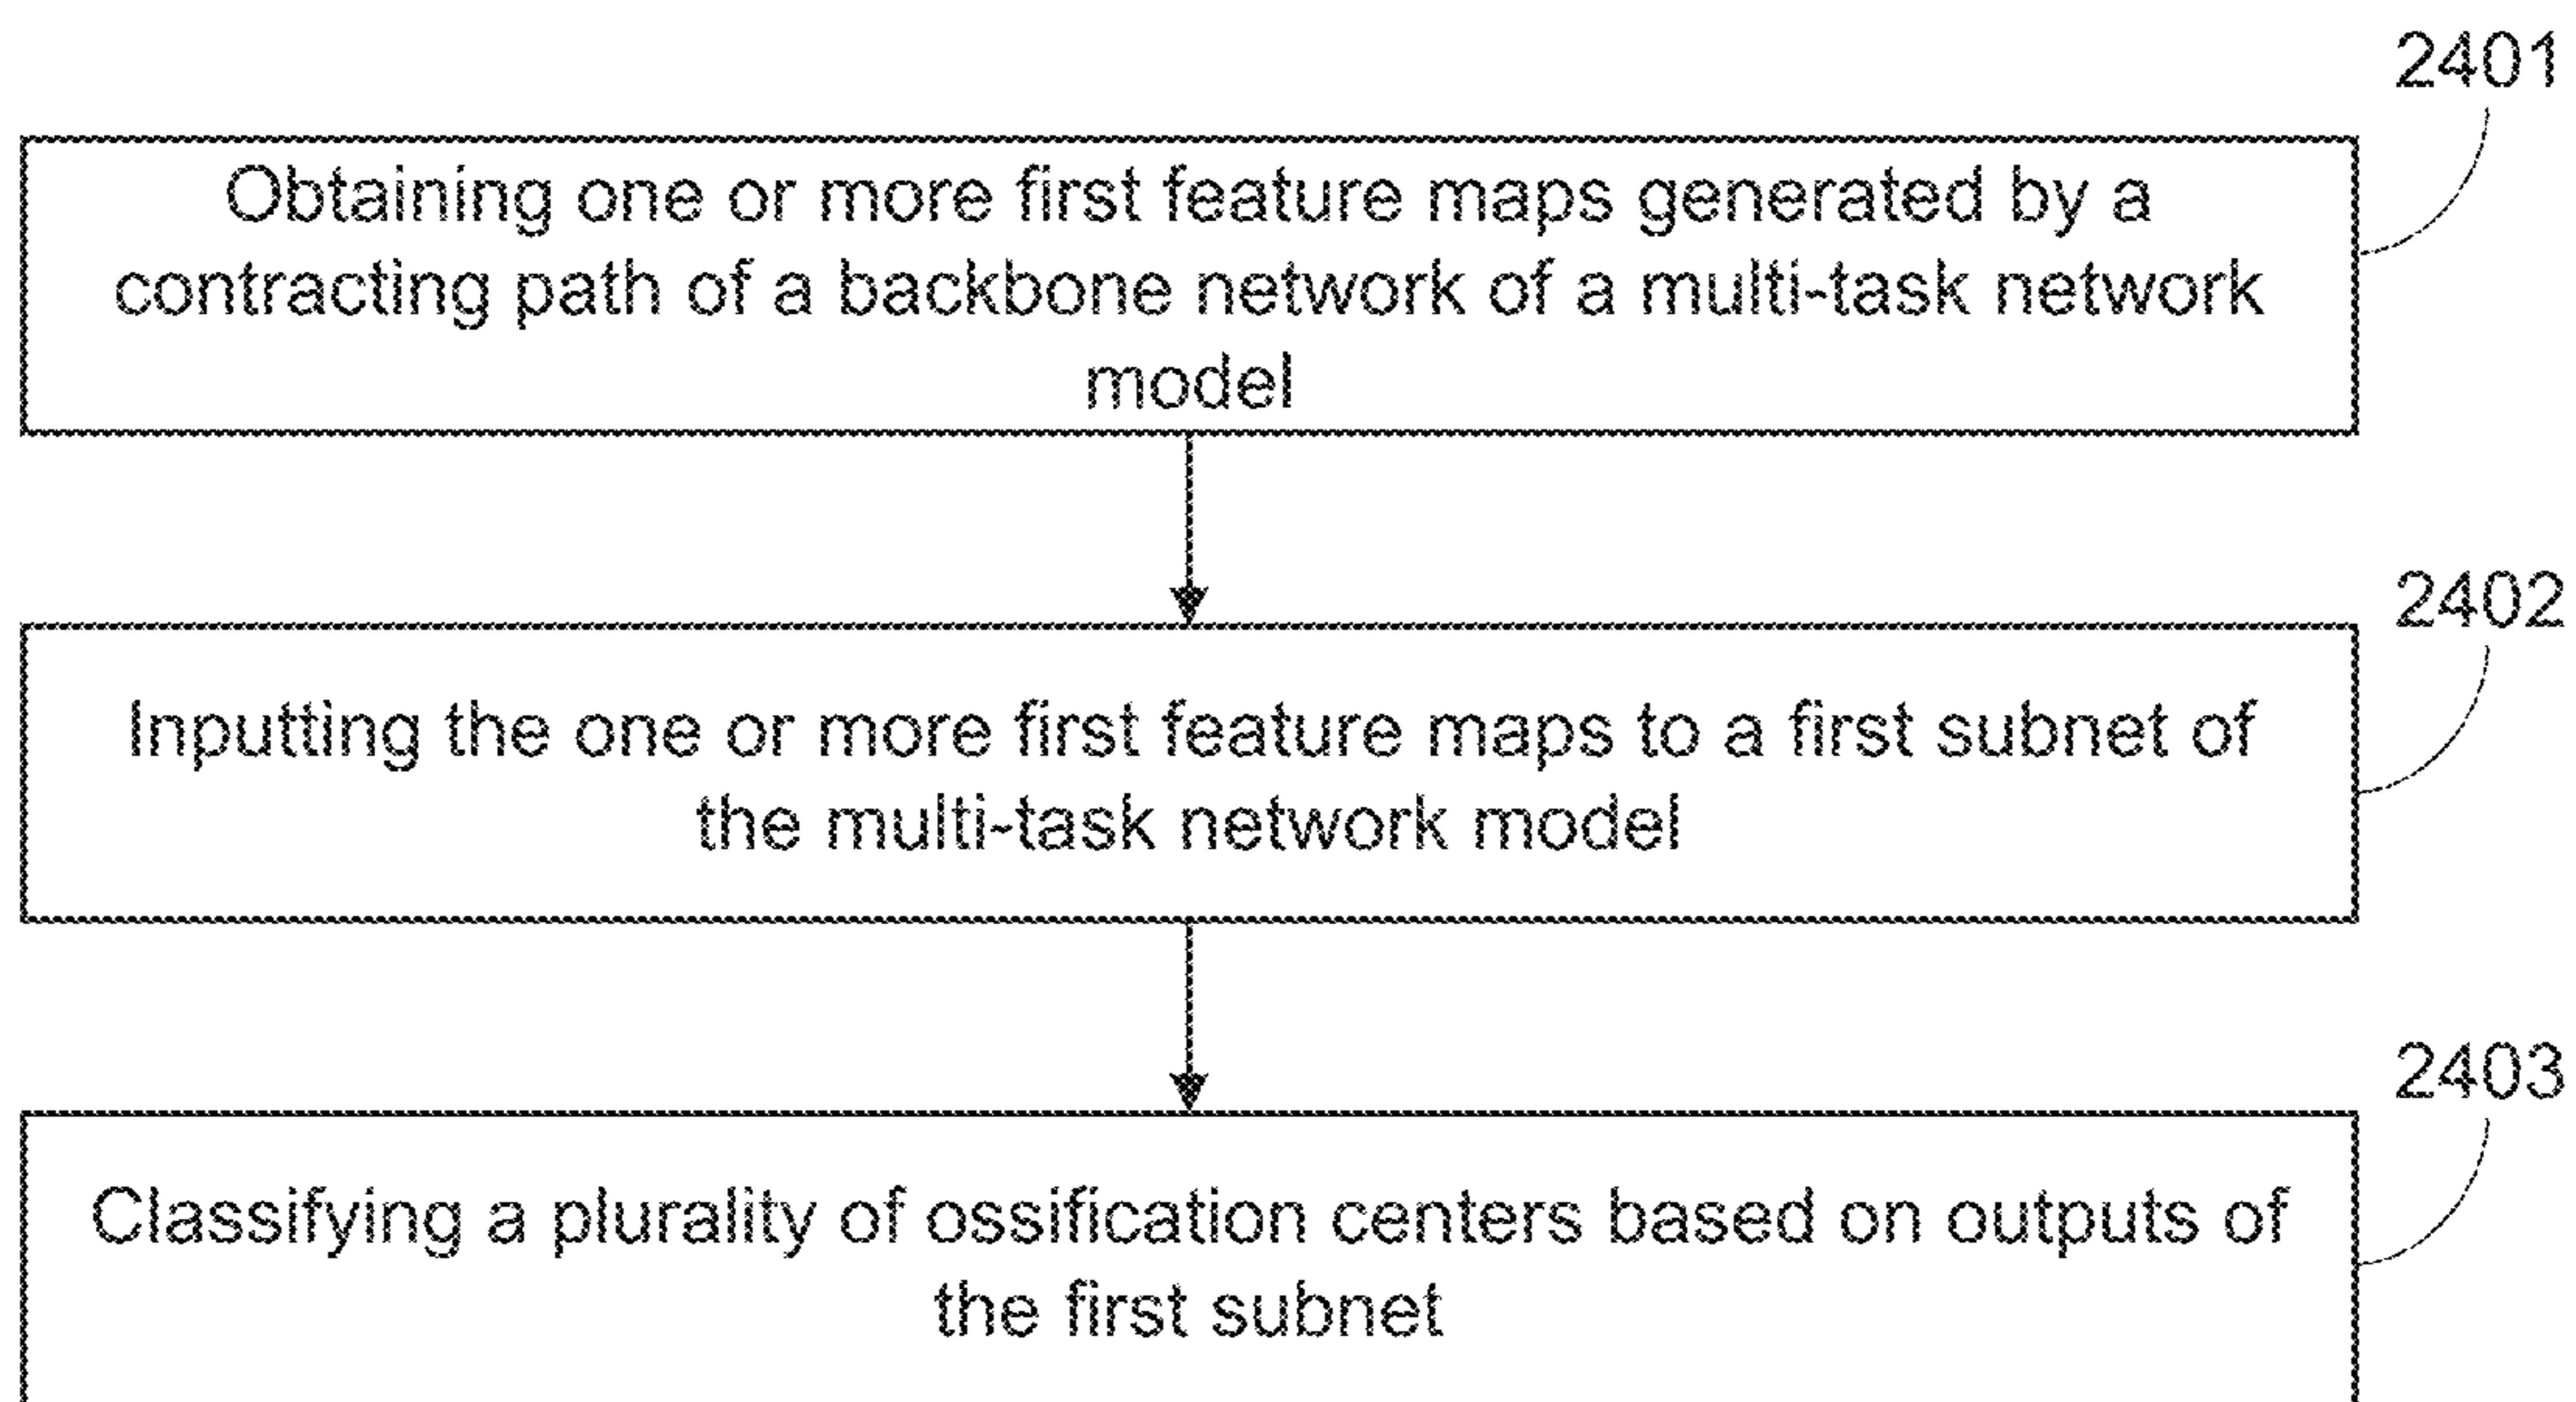 2401
Obtaining one or more first feature maps generated by a
contracting path of a backbone network of a multi-task network
model
2402
Inputting the one or more first feature maps to a first subnet of
the multi-task network model
2403
Classifying a plurality of ossification centers based on outputs of
the first subnet